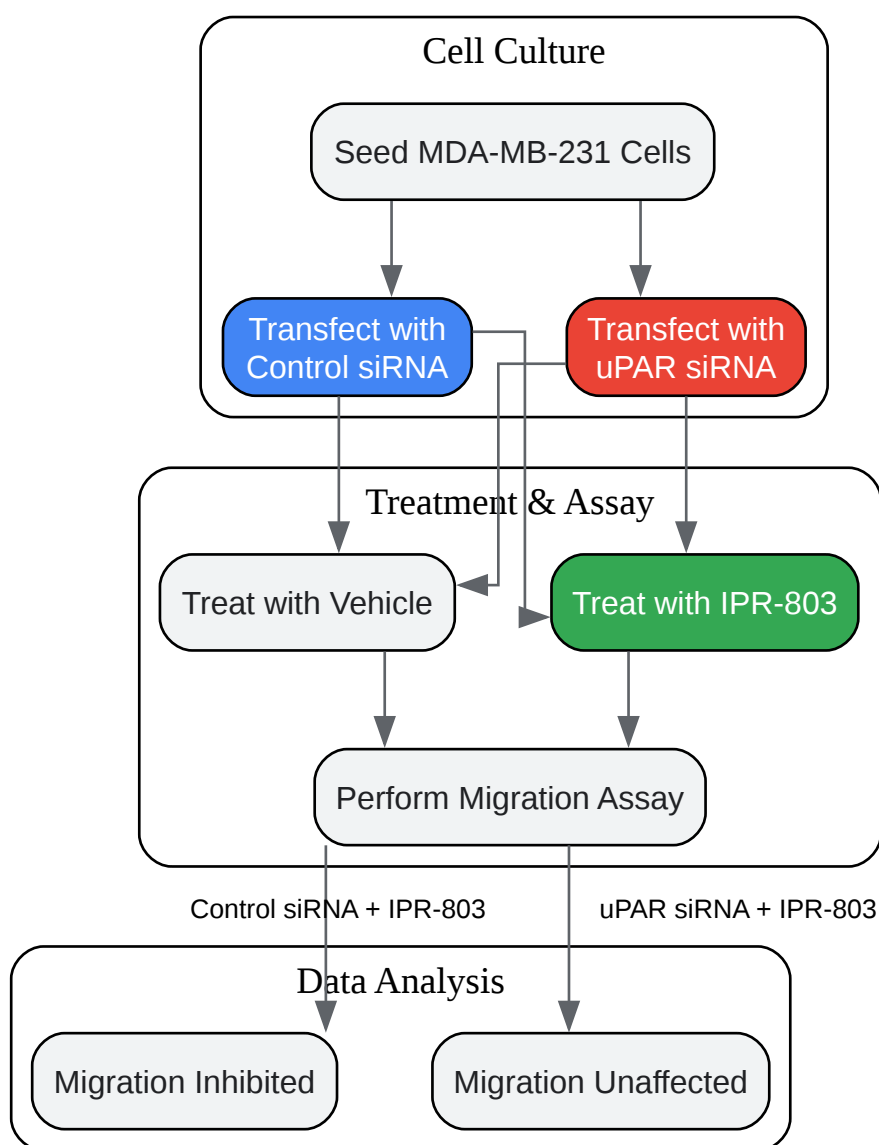 Cell Culture
Seed MDA-MB-231 Cells
Transfect with
Control siRNA
Transfect with
uPAR siRNA
Treatment & Assay
Treat with Vehicle
Treat with IPR-803
Perform Migration Assay
Control siRNA + IPR-803
uPAR siRNA + IPR-803
Data Analysis
Migration Inhibited
Migration Unaffected